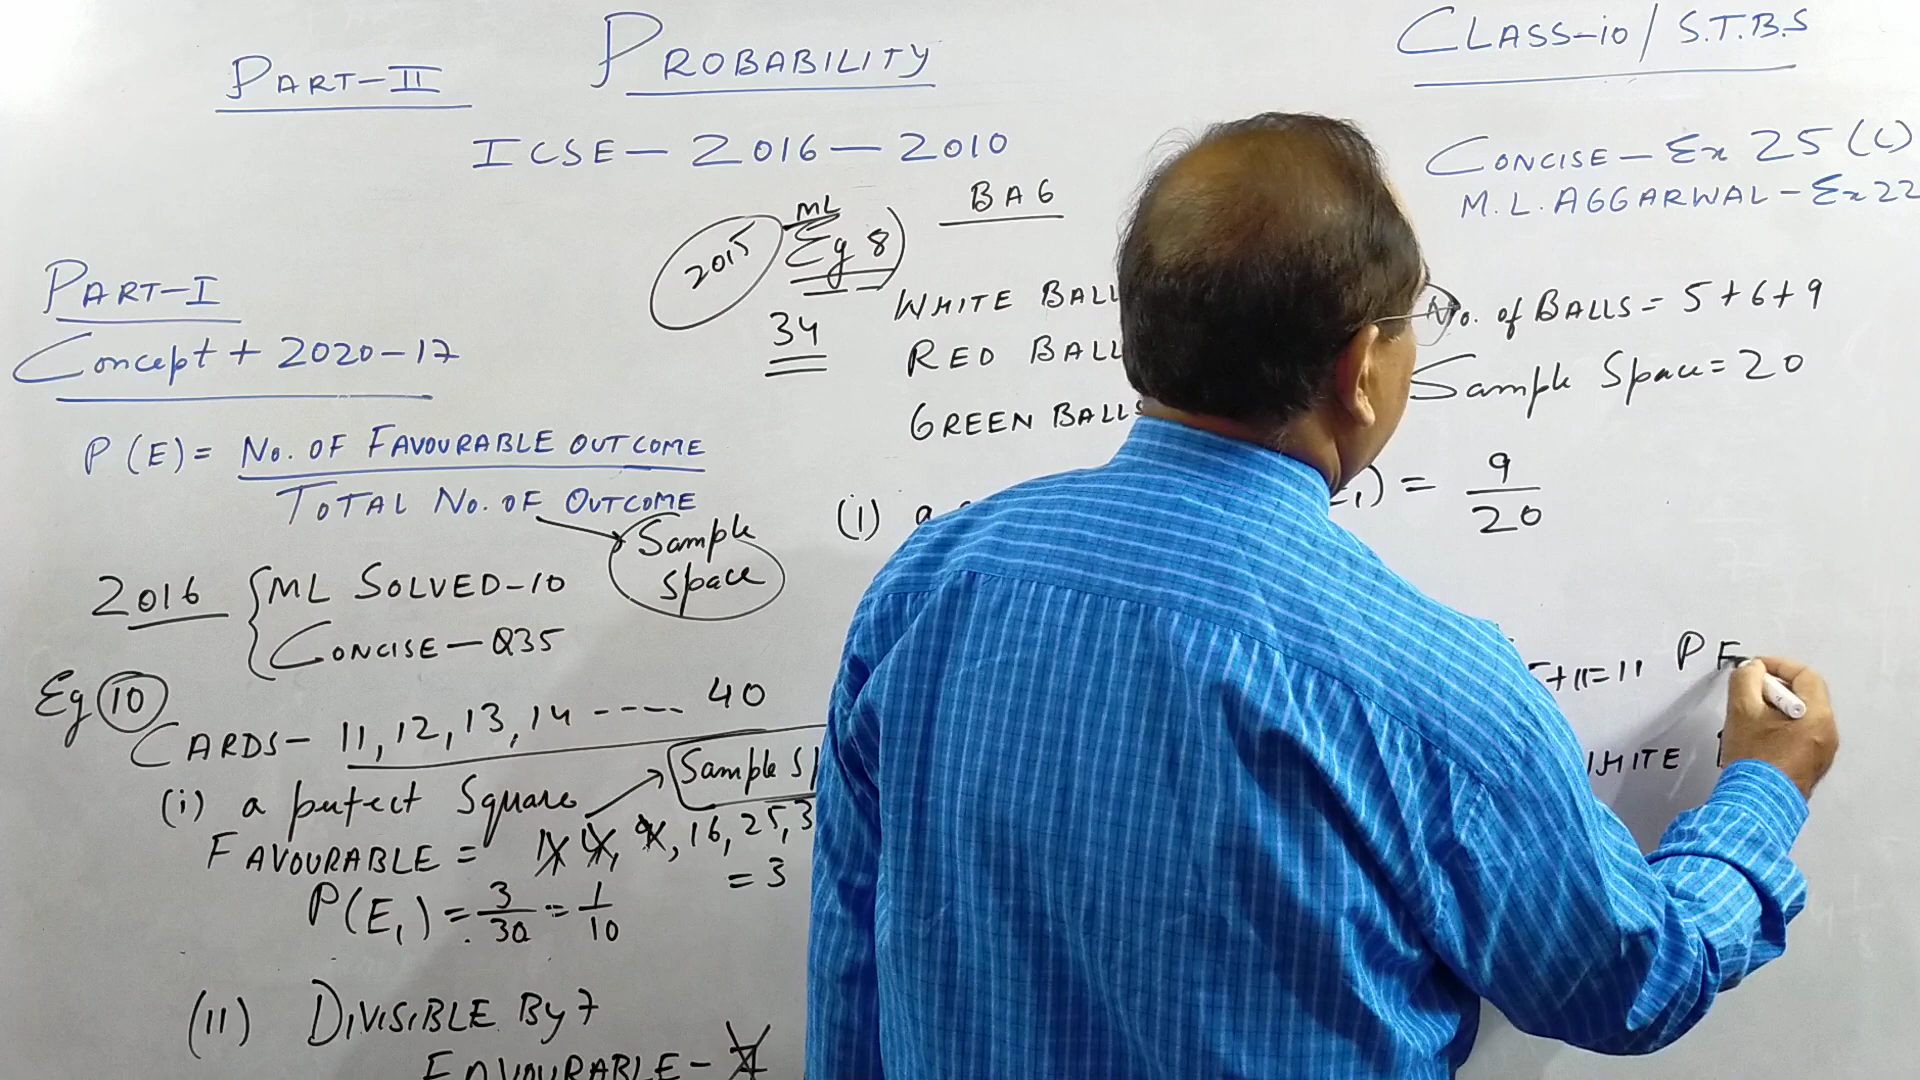 PART-II
PROBABILITY
CLASS-10/ S.T.B.S
ICSE - 2016 - 2010
CONCISE - Ex 25 (C)
M.L. AGGARWAL - Ex 22
PART-I
Concept + 2020-17
P(E) = No. OF FAVOURABLE OUTCOME
TOTAL No. OF OUTCOME
Sample
Space
2016 { ML SOLVED-10
CONCISE - Q35
Eg 10
CARDS - 11, 12, 13, 14 ----- 40
(i) a perfect Square
Sample
FAVOURABLE = 1, 4, 9, 16, 25,
= 3
P(E1) = 3/30 = 1/10
(II) DIVISIBLE By 7
FAVOURABLE - 7
2015
ML
Eg 8
34
BAG
WHITE BALL
RED BALL
GREEN BALLS
(I) a
No. of BALLS = 5+6+9
Sample Space = 20
) = 9/20
+11=11
P E
WHITE